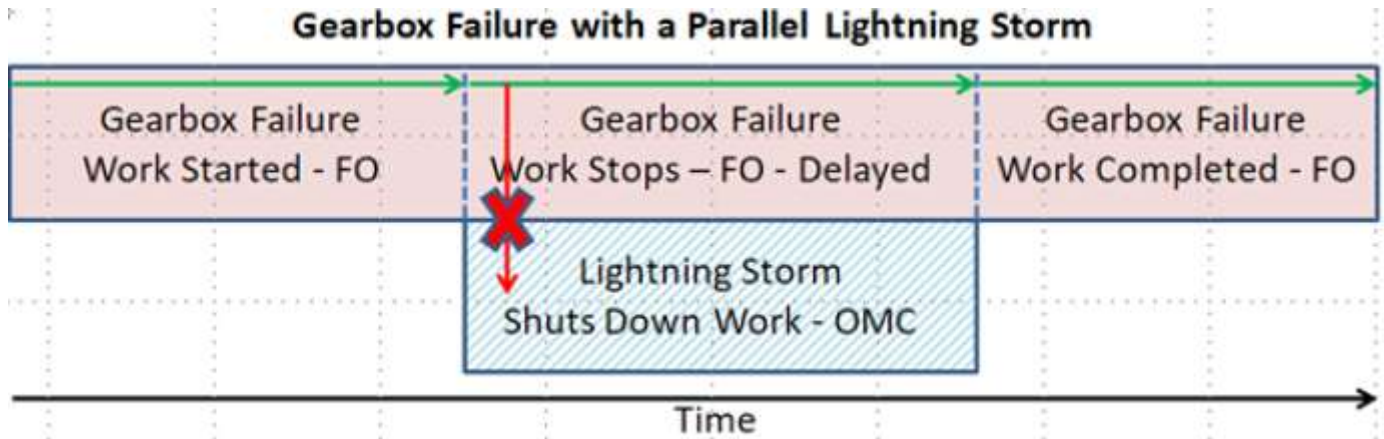 Gearbox Failure with a Parallel Lightning Storm
Gearbox Failure
Work Started - FO
Gearbox Failure
Work Stops – FO - Delayed
Gearbox Failure
Work Completed - FO
Lightning Storm
Shuts Down Work - OMC
Time